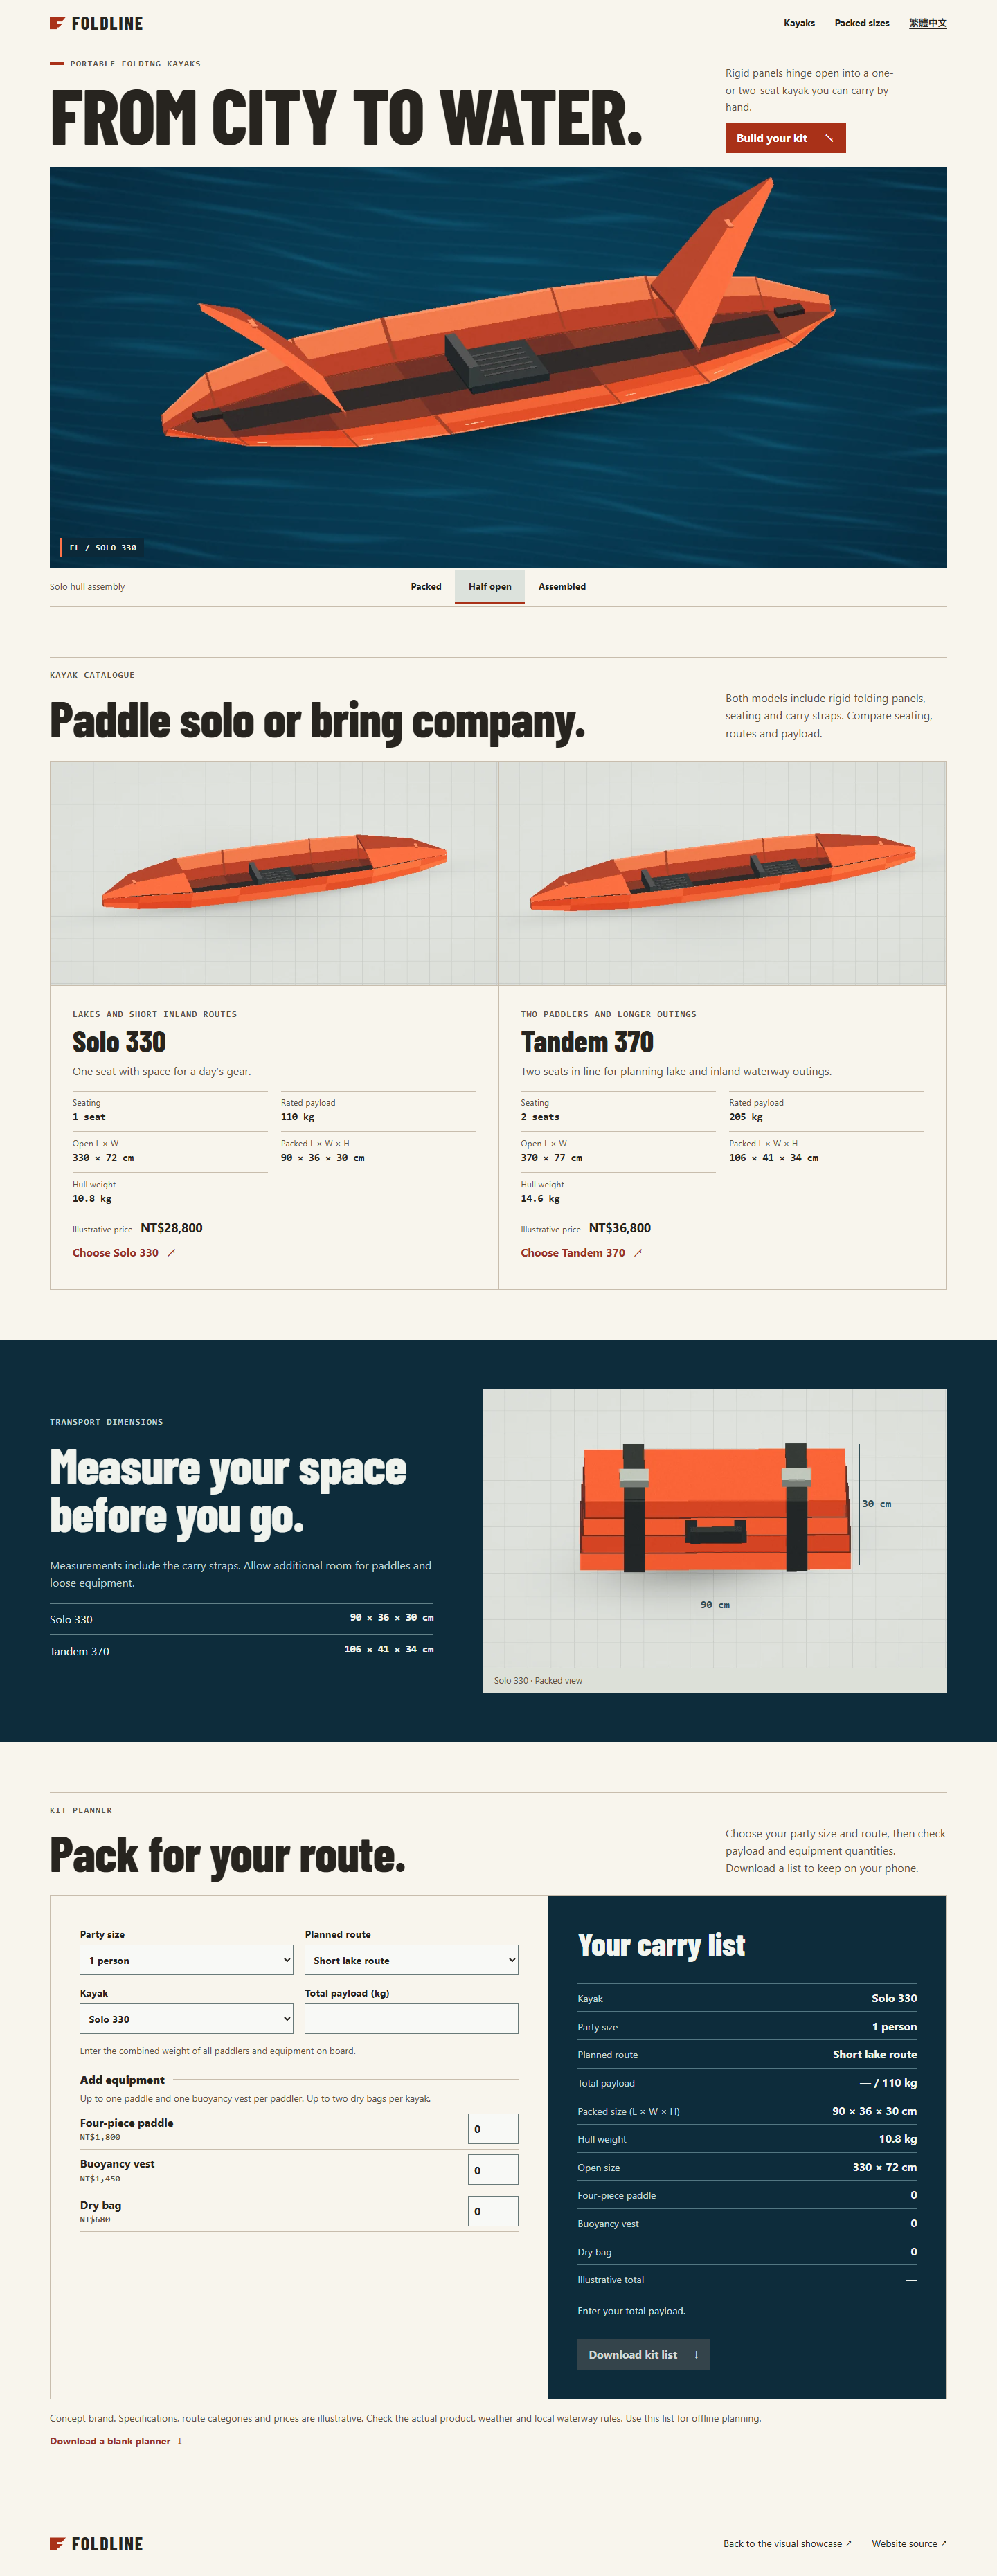 FOLDLINE
Kayaks
Packed sizes
繁體中文
PORTABLE FOLDING KAYAKS
FROM CITY TO WATER.
Rigid panels hinge open into a one-
or two-seat kayak you can carry by
hand.
Build your kit ↘
FL / SOLO 330
Solo hull assembly
Packed
Half open
Assembled
KAYAK CATALOGUE
Paddle solo or bring company.
Both models include rigid folding panels,
seating and carry straps. Compare seating,
routes and payload.
LAKES AND SHORT INLAND ROUTES
Solo 330
One seat with space for a day's gear.
Seating
1 seat
Rated payload
110 kg
Open L × W
330 × 72 cm
Packed L × W × H
90 × 36 × 30 cm
Hull weight
10.8 kg
Illustrative price NT$28,800
Choose Solo 330 ↗
TWO PADDLERS AND LONGER OUTINGS
Tandem 370
Two seats in line for planning lake and inland waterway outings.
Seating
2 seats
Rated payload
205 kg
Open L × W
370 × 77 cm
Packed L × W × H
106 × 41 × 34 cm
Hull weight
14.6 kg
Illustrative price NT$36,800
Choose Tandem 370 ↗
TRANSPORT DIMENSIONS
Measure your space
before you go.
Measurements include the carry straps. Allow additional room for paddles and
loose equipment.
Solo 330 90 × 36 × 30 cm
Tandem 370 106 × 41 × 34 cm
30 cm
90 cm
Solo 330 · Packed view
KIT PLANNER
Pack for your route.
Choose your party size and route, then check
payload and equipment quantities.
Download a list to keep on your phone.
Party size
1 person
Planned route
Short lake route
Kayak
Solo 330
Total payload (kg)
Enter the combined weight of all paddlers and equipment on board.
Add equipment
Up to one paddle and one buoyancy vest per paddler. Up to two dry bags per kayak.
Four-piece paddle
NT$1,800
0
Buoyancy vest
NT$1,450
0
Dry bag
NT$680
0
Your carry list
Kayak Solo 330
Party size 1 person
Planned route Short lake route
Total payload — / 110 kg
Packed size (L × W × H) 90 × 36 × 30 cm
Hull weight 10.8 kg
Open size 330 × 72 cm
Four-piece paddle 0
Buoyancy vest 0
Dry bag 0
Illustrative total —
Enter your total payload.
Download kit list ↓
Concept brand. Specifications, route categories and prices are illustrative. Check the actual product, weather and local waterway rules. Use this list for offline planning.
Download a blank planner ↓
FOLDLINE
Back to the visual showcase ↗
Website source ↗